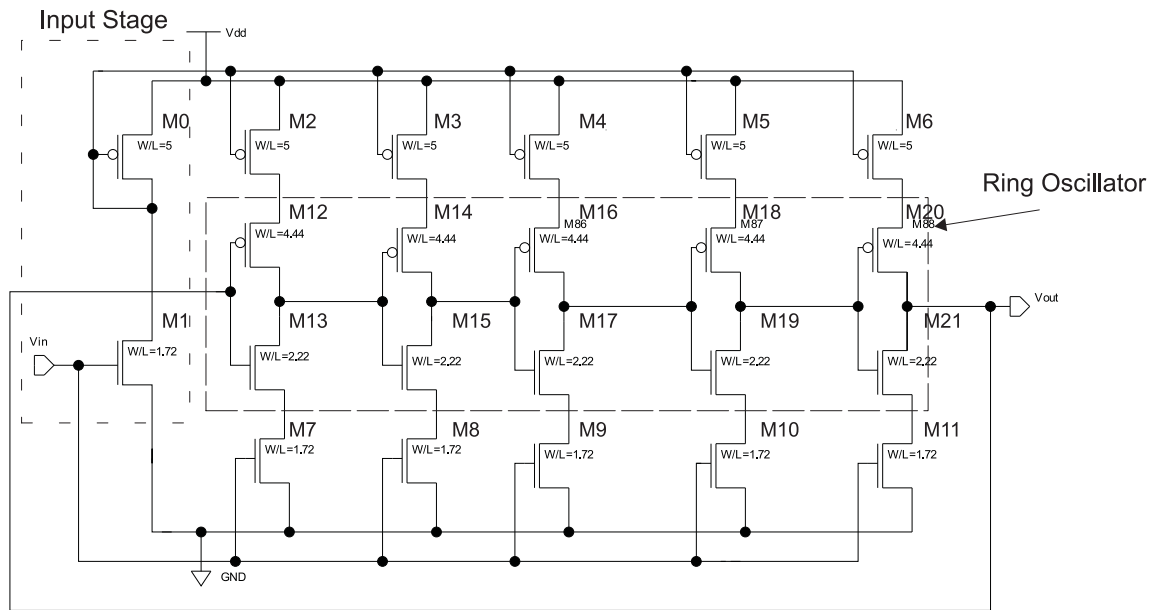 Input Stage
Vdd
M0
M2
M3
M4
M5
M6
W/L=5
W/L=5
W/L=5
W/L=5
W/L=5
W/L=5
Ring Oscillator
M12
M14
M16
M18
M20
M86
M87
M88
W/L=4.44
W/L=4.44
W/L=4.44
W/L=4.44
W/L=4.44
Vout
M1
M13
M15
M17
M19
M21
Vin
W/L=1.72
W/L=2.22
W/L=2.22
W/L=2.22
W/L=2.22
W/L=2.22
M7
M8
M9
M10
M11
W/L=1.72
W/L=1.72
W/L=1.72
W/L=1.72
W/L=1.72
GND